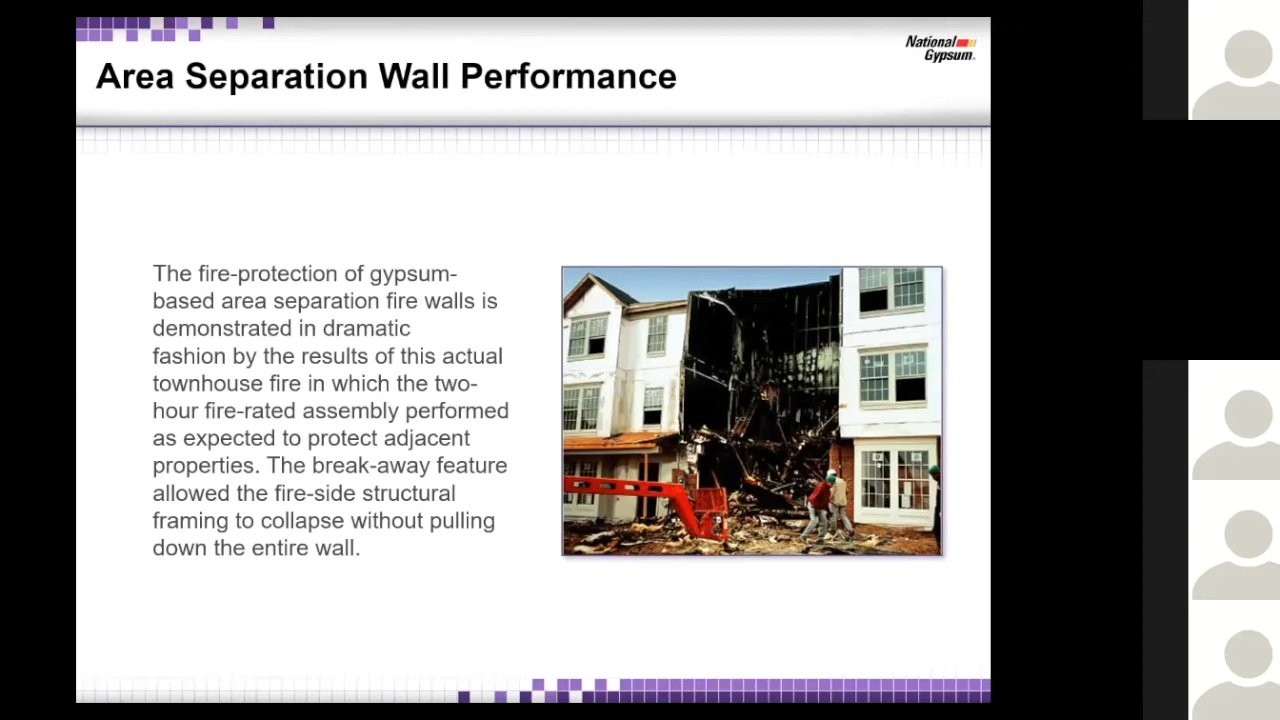 National
Gypsum
Area Separation Wall Performance
The fire-protection of gypsum-
based area separation fire walls is
demonstrated in dramatic
fashion by the results of this actual
townhouse fire in which the two-
hour fire-rated assembly performed
as expected to protect adjacent
properties. The break-away feature
allowed the fire-side structural
framing to collapse without pulling
down the entire wall.